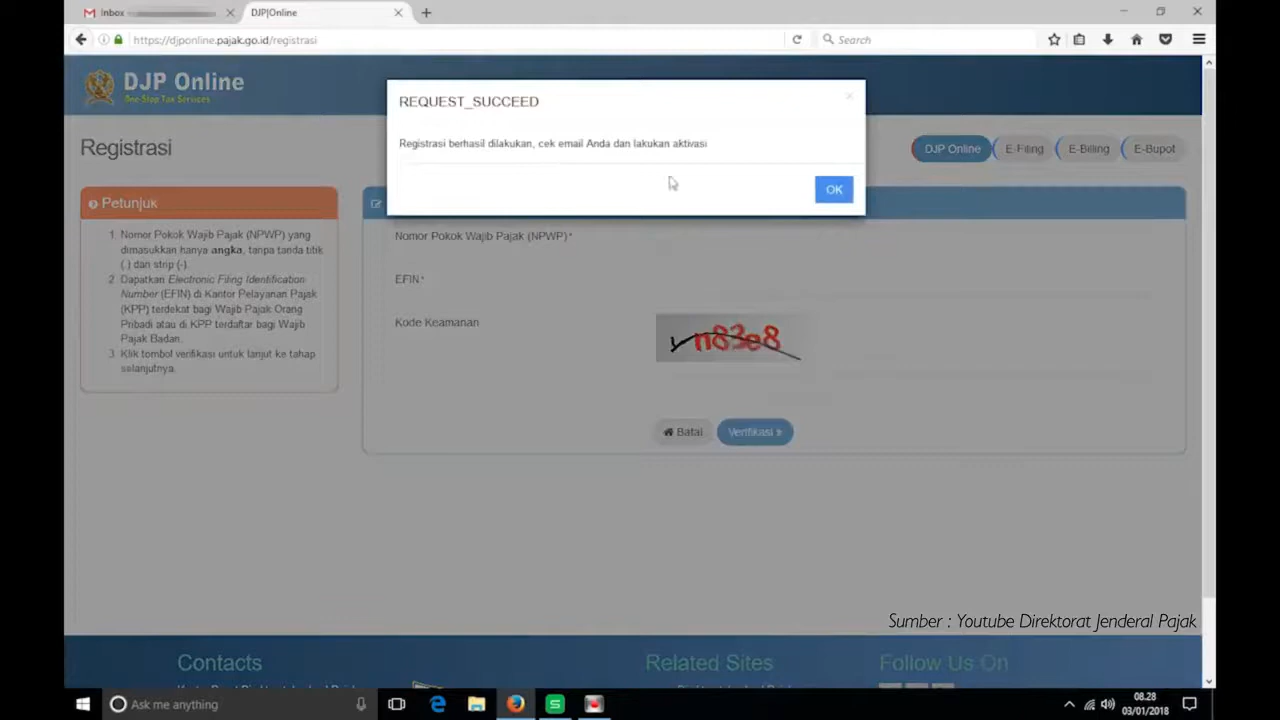 Inbox
DJP|Online
https://djponline.pajak.go.id/registrasi
Search
DJP Online
One-Stop Tax Services
REQUEST_SUCCEED
Registrasi berhasil dilakukan, cek email Anda dan lakukan aktivasi
OK
Registrasi
DJP Online
E-Filing
E-Billing
E-Bupot
Petunjuk
1. Nomor Pokok Wajib Pajak (NPWP) yang
dimasukkan hanya angka, tanpa tanda titik
(.) dan strip (-).
2. Dapatkan Electronic Filing Identification
Number (EFIN) di Kantor Pelayanan Pajak
(KPP) terdekat bagi Wajib Pajak Orang
Pribadi atau di KPP terdaftar bagi Wajib
Pajak Badan.
3. Klik tombol verifikasi untuk lanjut ke tahap
selanjutnya.
Nomor Pokok Wajib Pajak (NPWP)*
EFIN*
Kode Keamanan
Batal
Verifikasi »
Sumber : Youtube Direktorat Jenderal Pajak
Contacts
Related Sites
Follow Us On
Ask me anything
08.28
03/01/2018